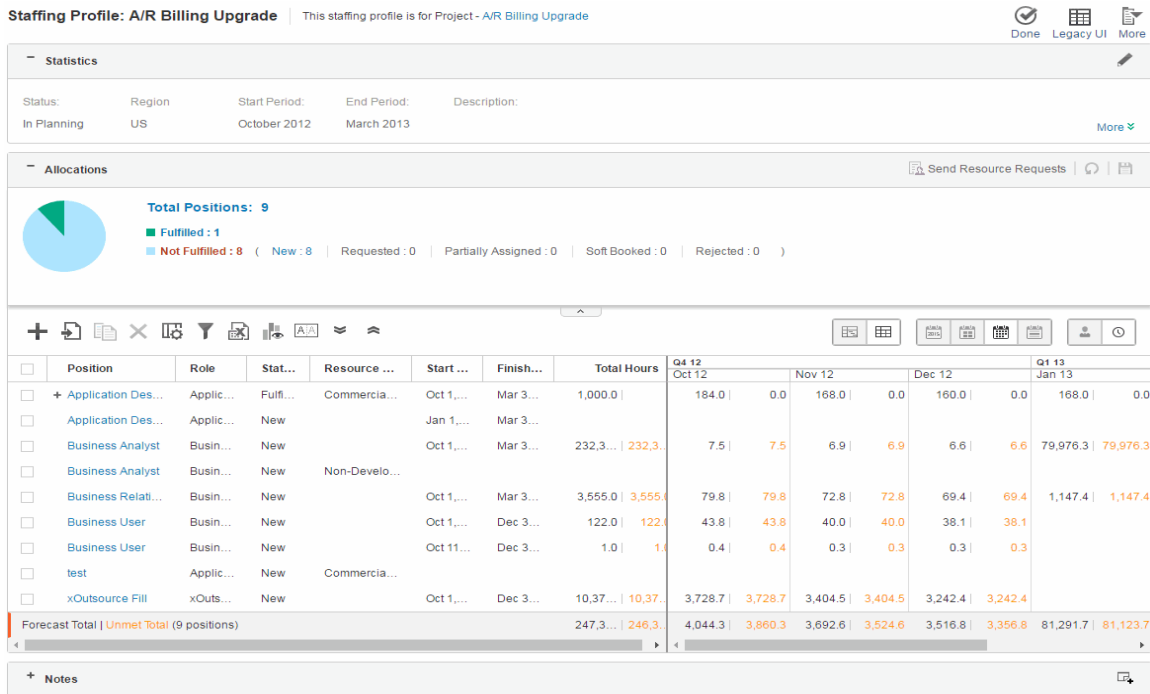 Staffing Profile: A/R Billing Upgrade This staffing profile is for Project - A/R Billing Upgrade
Done Legacy UI More
Statistics
Status: Region Start Period: End Period: Description:
In Planning US October 2012 March 2013
More
Allocations Send Resource Requests
Total Positions: 9
Fulfilled : 1
Not Fulfilled : 8 ( New : 8 | Requested : 0 | Partially Assigned : 0 | Soft Booked : 0 | Rejected : 0 )
Position Role Stat... Resource ... Start ... Finish... Total Hours Q4 12 Q1 13
Oct 12 Nov 12 Dec 12 Jan 13
+ Application Des... Applic... Fulfi... Commercia... Oct 1,... Mar 3... 1,000.0 | 184.0 | 0.0 168.0 | 0.0 160.0 | 0.0 168.0 | 0.0
Application Des... Applic... New Jan 1,... Mar 3...
Business Analyst Busin... New Oct 1,... Mar 3... 232,3... | 232,3.. 7.5 | 7.5 6.9 | 6.9 6.6 | 6.6 79,976.3 | 79,976.3
Business Analyst Busin... New Non-Develo...
Business Relati... Busin... New Oct 1,... Mar 3... 3,555.0 | 3,555.0 79.8 | 79.8 72.8 | 72.8 69.4 | 69.4 1,147.4 | 1,147.4
Business User Busin... New Oct 1,... Dec 3... 122.0 | 122.0 43.8 | 43.8 40.0 | 40.0 38.1 | 38.1
Business User Busin... New Oct 11... Dec 3... 1.0 | 1.0 0.4 | 0.4 0.3 | 0.3 0.3 | 0.3
test Applic... New Commercia...
xOutsource Fill xOuts... New Oct 1,... Dec 3... 10,37... | 10,37.. 3,728.7 | 3,728.7 3,404.5 | 3,404.5 3,242.4 | 3,242.4
Forecast Total | Unmet Total (9 positions) 247,3... | 246,3.. 4,044.3 | 3,860.3 3,692.6 | 3,524.6 3,516.8 | 3,356.8 81,291.7 | 81,123.7
Notes